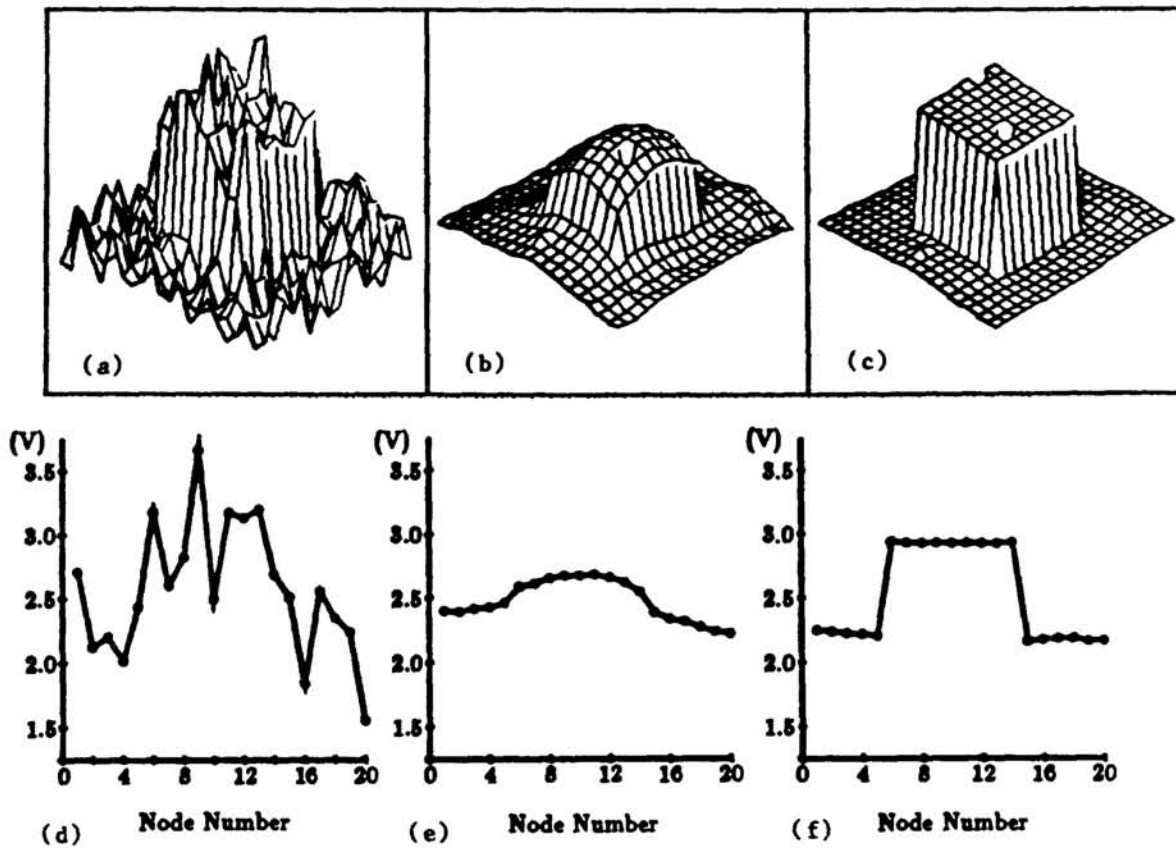 (a) (b) (c)
(V) (V) (V)
3.5 3.5 3.5
3.0 3.0 3.0
2.5 2.5 2.5
2.0 2.0 2.0
1.5 1.5 1.5
0 4 8 12 16 20 0 4 8 12 16 20 0 4 8 12 16 20
(d) Node Number (e) Node Number (f) Node Number